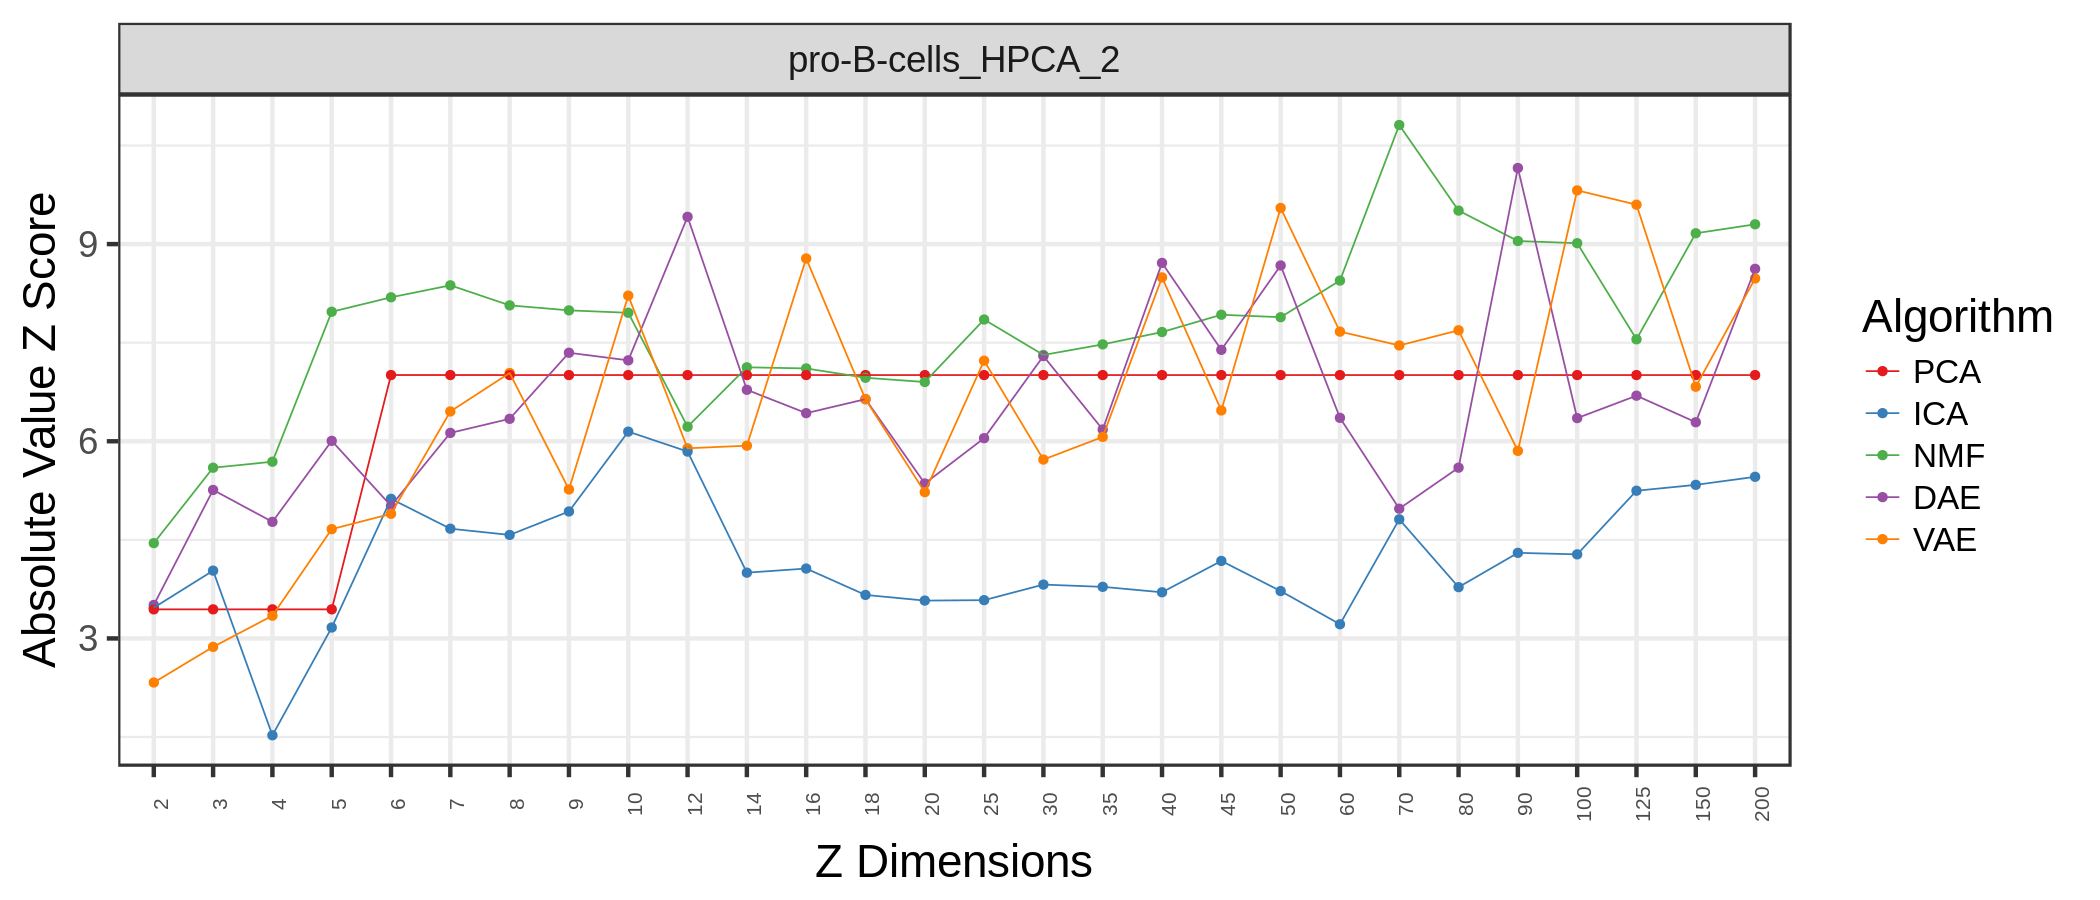 pro-B-cells_HPCA_2
Absolute Value Z Score
9
6
3
2 3 4 5 6 7 8 9 10 12 14 16 18 20 25 30 35 40 45 50 60 70 80 90 100 125 150 200
Z Dimensions
Algorithm
PCA
ICA
NMF
DAE
VAE